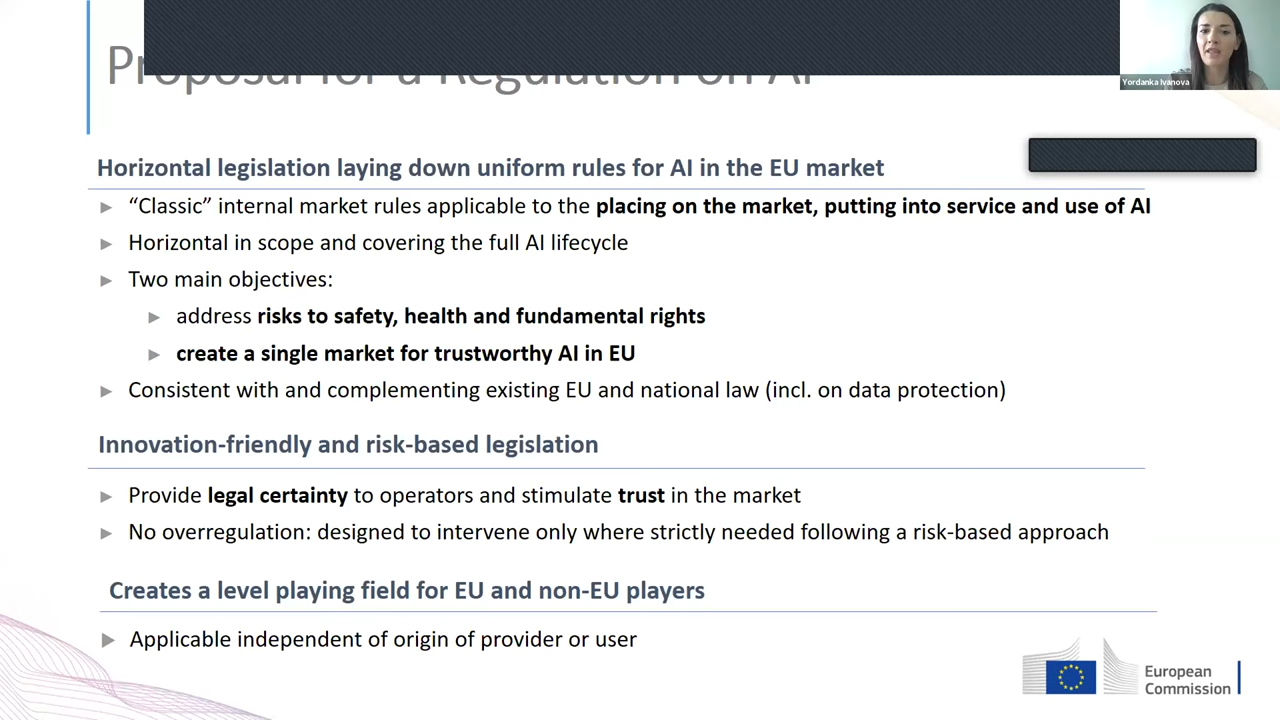 Proposal for a Regulation on AI
Yordanka Ivanova
Horizontal legislation laying down uniform rules for AI in the EU market
► “Classic” internal market rules applicable to the placing on the market, putting into service and use of AI
► Horizontal in scope and covering the full AI lifecycle
► Two main objectives:
► address risks to safety, health and fundamental rights
► create a single market for trustworthy AI in EU
► Consistent with and complementing existing EU and national law (incl. on data protection)
Innovation-friendly and risk-based legislation
► Provide legal certainty to operators and stimulate trust in the market
► No overregulation: designed to intervene only where strictly needed following a risk-based approach
Creates a level playing field for EU and non-EU players
► Applicable independent of origin of provider or user
European
Commission